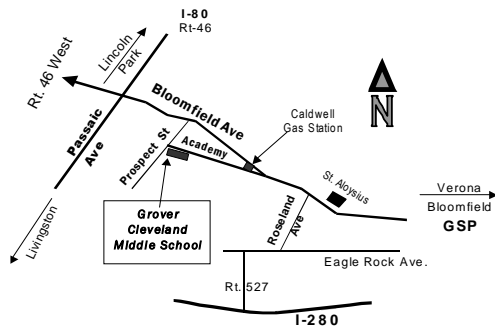 I-80
Rt-46
Lincoln
Park
Rt. 46 West
Bloomfield Ave
Passaic
Ave
Prospect St
Academy
Caldwell
Gas Station
N
St. Aloysius
Verona
Bloomfield
GSP
Grover
Cleveland
Middle School
Livingston
Roseland
Ave
Eagle Rock Ave.
Rt. 527
I-280